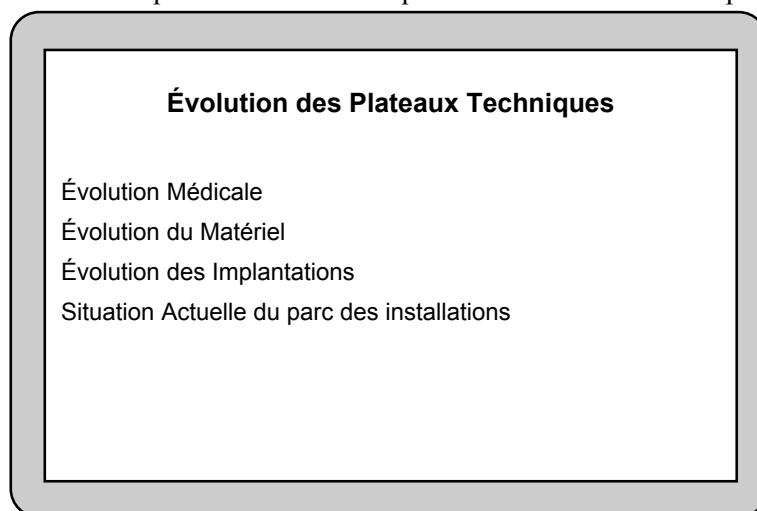 Évolution des Plateaux Techniques
Évolution Médicale
Évolution du Matériel
Évolution des Implantations
Situation Actuelle du parc des installations